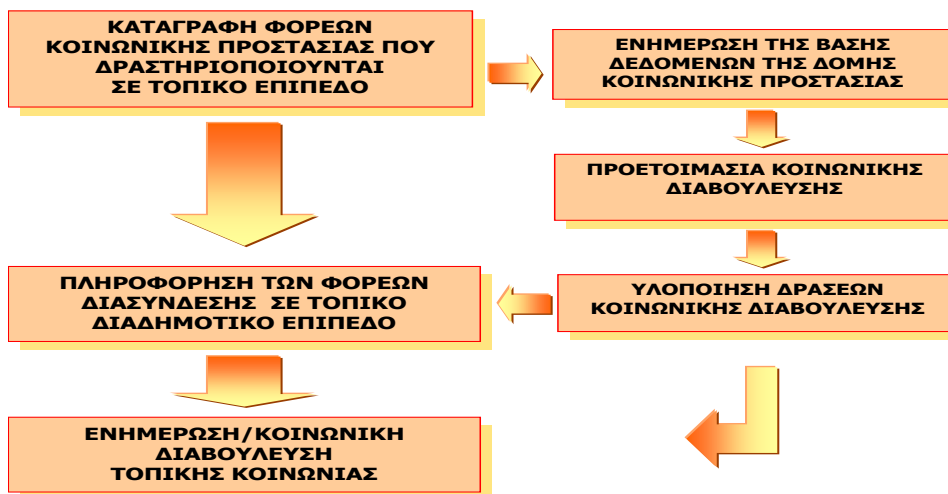 ΚΑΤΑΓΡΑΦΗ ΦΟΡΕΩΝ
ΚΟΙΝΩΝΙΚΗΣ ΠΡΟΣΤΑΣΙΑΣ ΠΟΥ
ΔΡΑΣΤΗΡΙΟΠΟΙΟΥΝΤΑΙ
ΣΕ ΤΟΠΙΚΟ ΕΠΙΠΕΔΟ
ΕΝΗΜΕΡΩΣΗ ΤΗΣ ΒΑΣΗΣ
ΔΕΔΟΜΕΝΩΝ ΤΗΣ ΔΟΜΗΣ
ΚΟΙΝΩΝΙΚΗΣ ΠΡΟΣΤΑΣΙΑΣ
ΠΡΟΕΤΟΙΜΑΣΙΑ ΚΟΙΝΩΝΙΚΗΣ
ΔΙΑΒΟΥΛΕΥΣΗΣ
ΥΛΟΠΟΙΗΣΗ ΔΡΑΣΕΩΝ
ΚΟΙΝΩΝΙΚΗΣ ΔΙΑΒΟΥΛΕΥΣΗΣ
ΠΛΗΡΟΦΟΡΗΣΗ ΤΩΝ ΦΟΡΕΩΝ
ΔΙΑΣΥΝΔΕΣΗΣ ΣΕ ΤΟΠΙΚΟ
ΔΙΑΔΗΜΟΤΙΚΟ ΕΠΙΠΕΔΟ
ΕΝΗΜΕΡΩΣΗ/ΚΟΙΝΩΝΙΚΗ
ΔΙΑΒΟΥΛΕΥΣΗ
ΤΟΠΙΚΗΣ ΚΟΙΝΩΝΙΑΣ